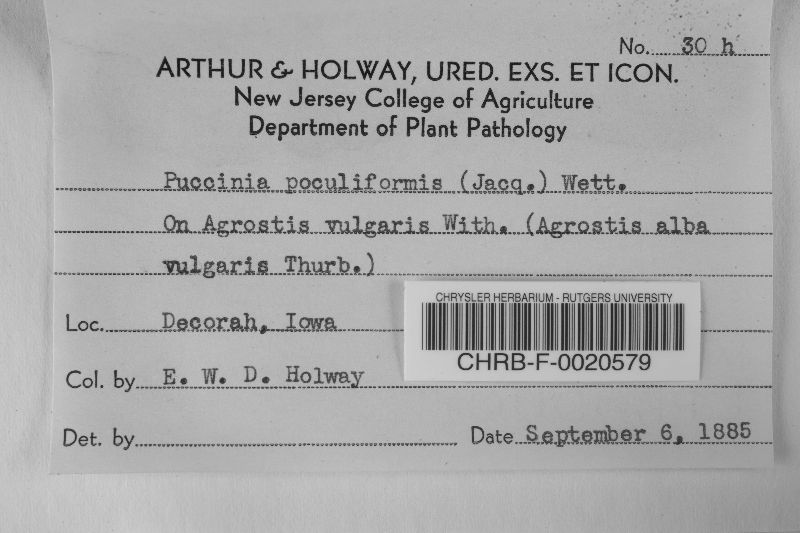 No. 30 h
ARTHUR & HOLWAY, URED. EXS. ET ICON.
New Jersey College of Agriculture
Department of Plant Pathology
Puccinia poculiformis (Jacq.) Wett.
On Agrostis vulgaris With. (Agrostis alba
vulgaris Thurb.)
CHRYSLER HERBARIUM - RUTGERS UNIVERSITY
CHRB-F-0020579
Loc. Decorah, Iowa
Col. by E. W. D. Holway
Det. by
Date September 6, 1885